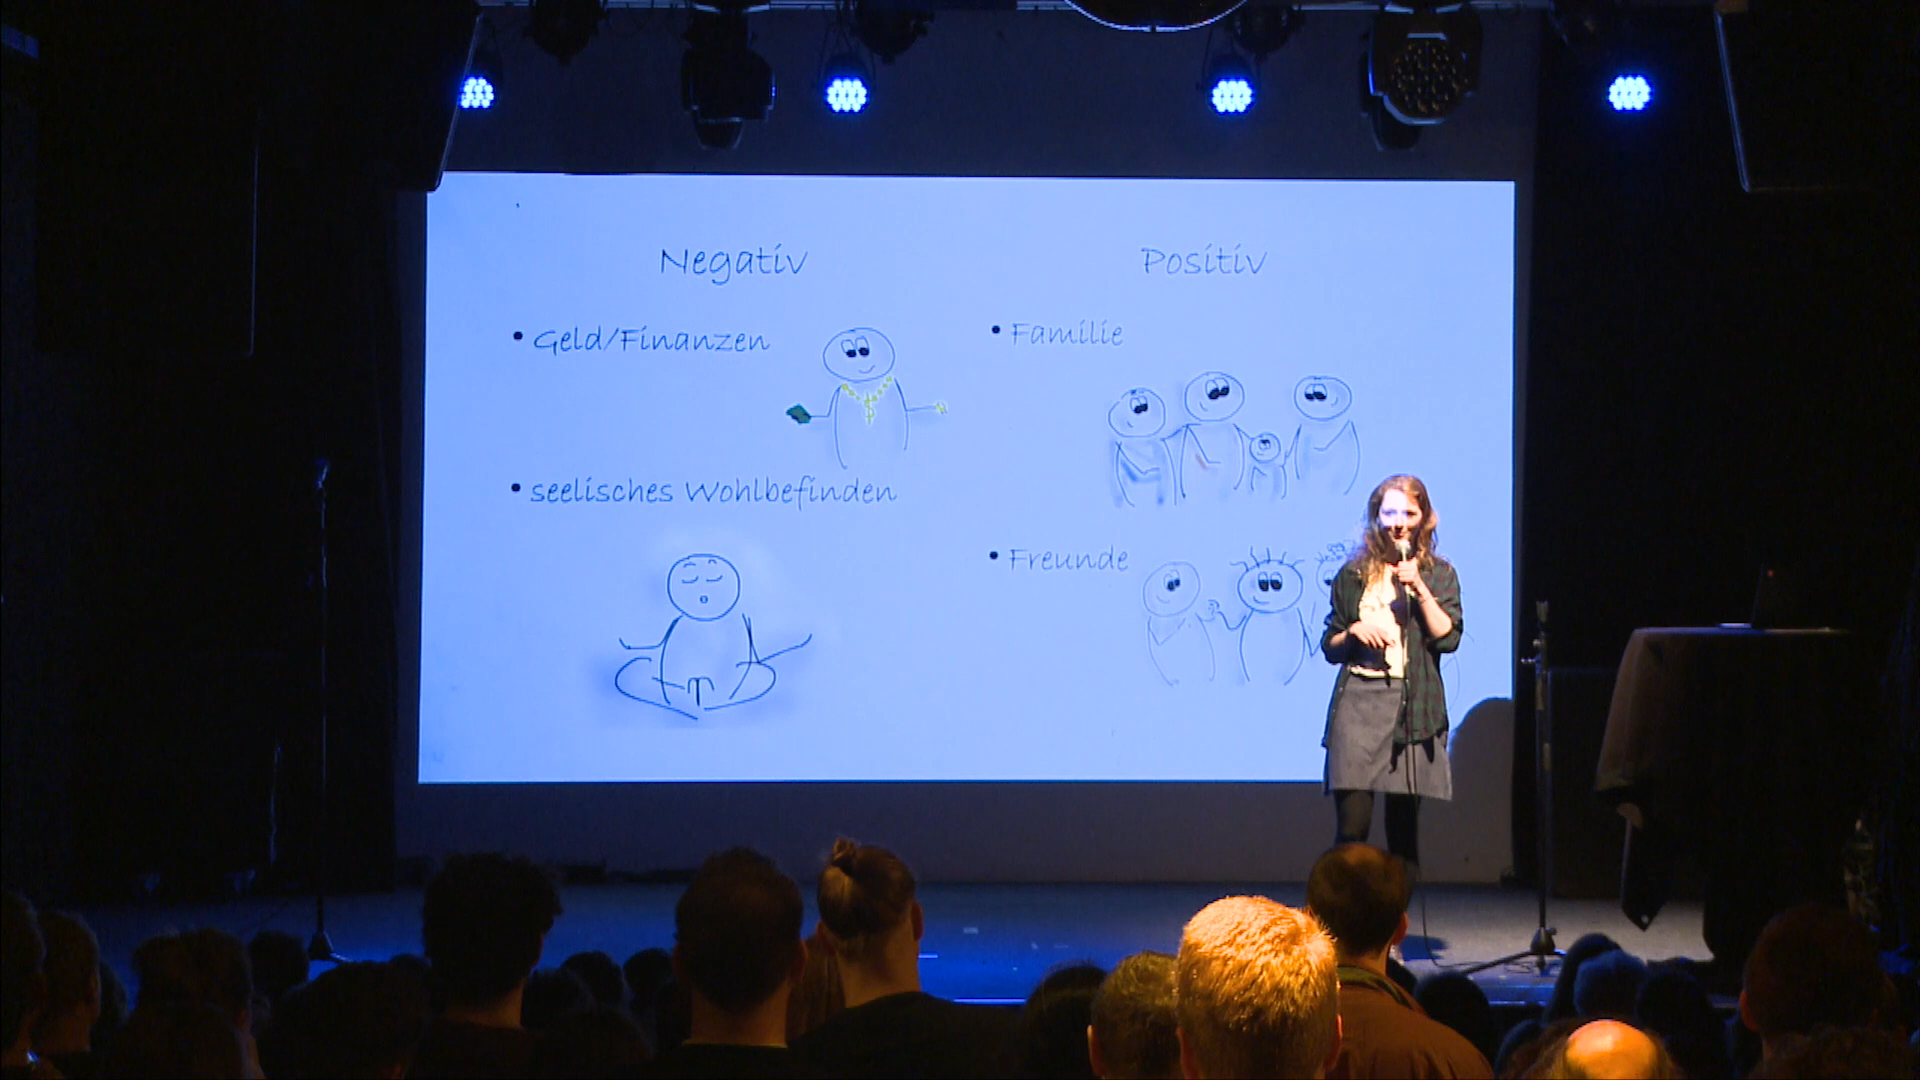 Negativ
• Geld/Finanzen
$
• seelisches Wohlbefinden
Positiv
• Familie
• Freunde